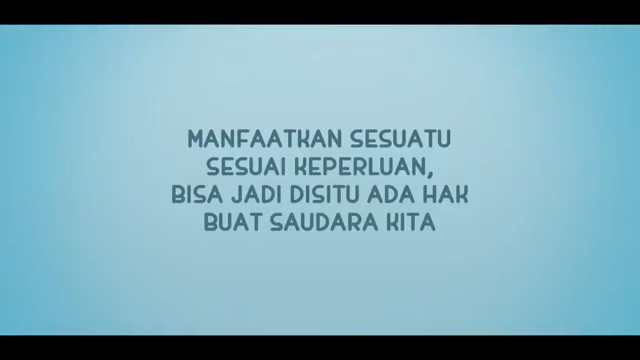 MANFAATKAN SESUATU
SESUAI KEPERLUAN,
BISA JADI DISITU ADA HAK
BUAT SAUDARA KITA